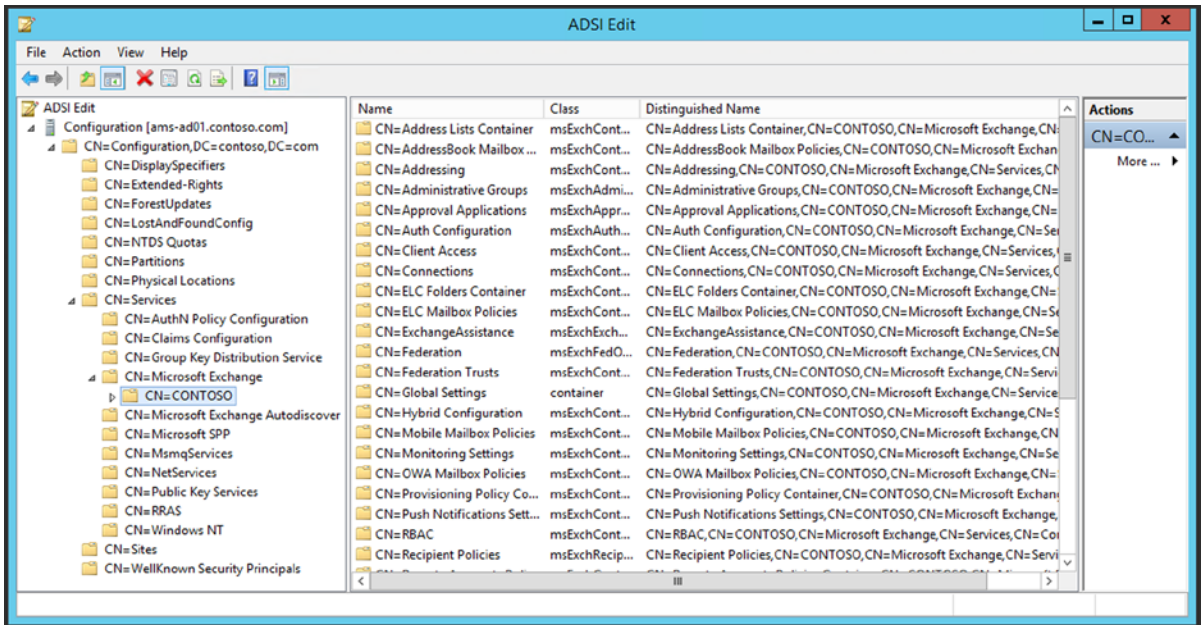 ADSI Edit
File Action View Help
ADSI Edit
Configuration [ams-ad01.contoso.com]
CN=Configuration,DC=contoso,DC=com
CN=DisplaySpecifiers
CN=Extended-Rights
CN=ForestUpdates
CN=LostAndFoundConfig
CN=NTDS Quotas
CN=Partitions
CN=Physical Locations
CN=Services
CN=AuthN Policy Configuration
CN=Claims Configuration
CN=Group Key Distribution Service
CN=Microsoft Exchange
CN=CONTOSO
CN=Microsoft Exchange Autodiscover
CN=Microsoft SPP
CN=MsmqServices
CN=NetServices
CN=Public Key Services
CN=RRAS
CN=Windows NT
CN=Sites
CN=WellKnown Security Principals
Name Class Distinguished Name
CN=Address Lists Container msExchCont... CN=Address Lists Container,CN=CONTOSO,CN=Microsoft Exchange,CN=
CN=AddressBook Mailbox ... msExchCont... CN=AddressBook Mailbox Policies,CN=CONTOSO,CN=Microsoft Exchan
CN=Addressing msExchCont... CN=Addressing,CN=CONTOSO,CN=Microsoft Exchange,CN=Services,CN
CN=Administrative Groups msExchAdmi... CN=Administrative Groups,CN=CONTOSO,CN=Microsoft Exchange,CN=
CN=Approval Applications msExchAppr... CN=Approval Applications,CN=CONTOSO,CN=Microsoft Exchange,CN=
CN=Auth Configuration msExchAuth... CN=Auth Configuration,CN=CONTOSO,CN=Microsoft Exchange,CN=Ser
CN=Client Access msExchCont... CN=Client Access,CN=CONTOSO,CN=Microsoft Exchange,CN=Services,
CN=Connections msExchCont... CN=Connections,CN=CONTOSO,CN=Microsoft Exchange,CN=Services,C
CN=ELC Folders Container msExchCont... CN=ELC Folders Container,CN=CONTOSO,CN=Microsoft Exchange,CN=
CN=ELC Mailbox Policies msExchCont... CN=ELC Mailbox Policies,CN=CONTOSO,CN=Microsoft Exchange,CN=Se
CN=ExchangeAssistance msExchExch... CN=ExchangeAssistance,CN=CONTOSO,CN=Microsoft Exchange,CN=Se
CN=Federation msExchFedO... CN=Federation,CN=CONTOSO,CN=Microsoft Exchange,CN=Services,CN
CN=Federation Trusts msExchCont... CN=Federation Trusts,CN=CONTOSO,CN=Microsoft Exchange,CN=Servi
CN=Global Settings container CN=Global Settings,CN=CONTOSO,CN=Microsoft Exchange,CN=Service
CN=Hybrid Configuration msExchCont... CN=Hybrid Configuration,CN=CONTOSO,CN=Microsoft Exchange,CN=S
CN=Mobile Mailbox Policies msExchCont... CN=Mobile Mailbox Policies,CN=CONTOSO,CN=Microsoft Exchange,CN
CN=Monitoring Settings msExchCont... CN=Monitoring Settings,CN=CONTOSO,CN=Microsoft Exchange,CN=Se
CN=OWA Mailbox Policies msExchCont... CN=OWA Mailbox Policies,CN=CONTOSO,CN=Microsoft Exchange,CN=
CN=Provisioning Policy Co... msExchCont... CN=Provisioning Policy Container,CN=CONTOSO,CN=Microsoft Exchang
CN=Push Notifications Sett... msExchCont... CN=Push Notifications Settings,CN=CONTOSO,CN=Microsoft Exchange,
CN=RBAC msExchCont... CN=RBAC,CN=CONTOSO,CN=Microsoft Exchange,CN=Services,CN=Co
CN=Recipient Policies msExchRecip... CN=Recipient Policies,CN=CONTOSO,CN=Microsoft Exchange,CN=Servi
Actions
CN=CO...
More ...